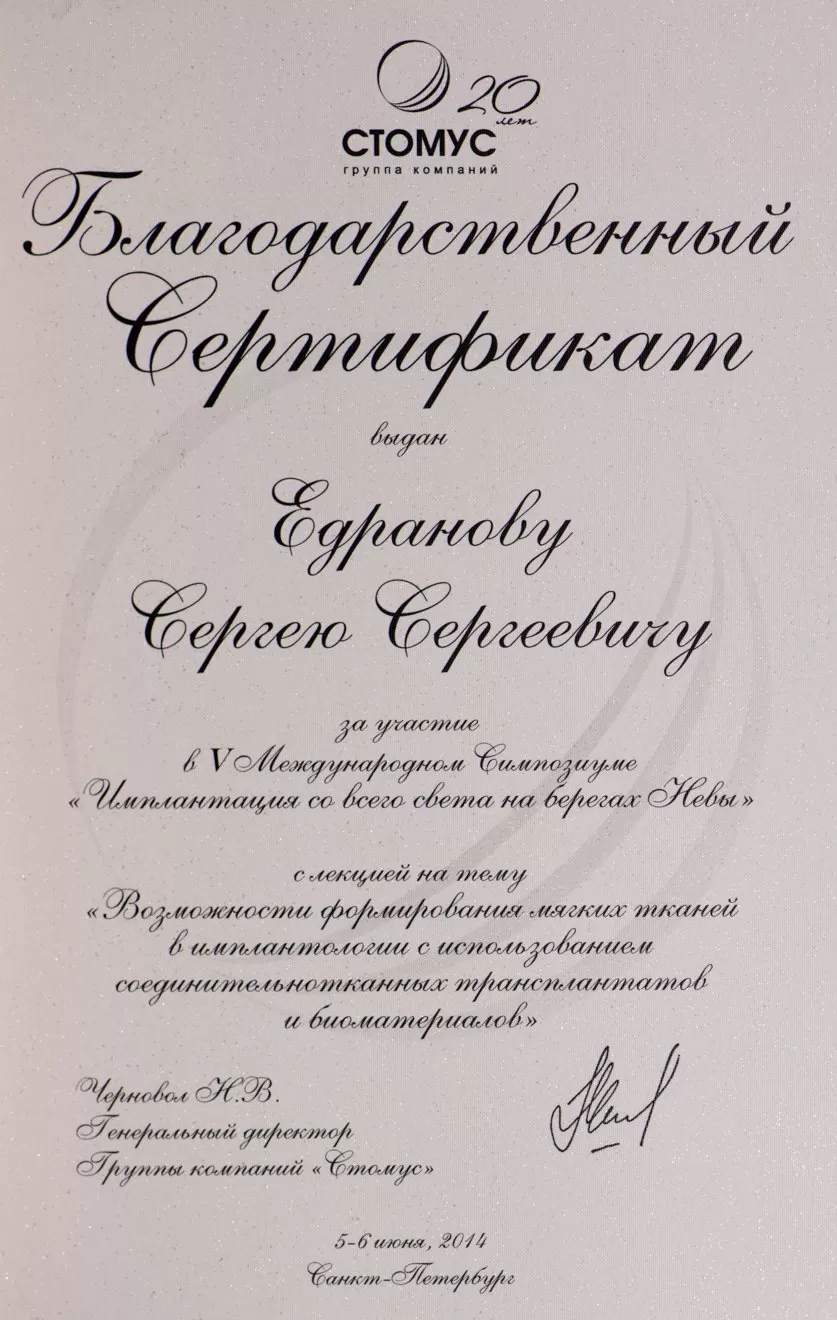 20
лет
СТОМУС
группа компаний
Благодарственный
Сертификат
выдан
Едранову
Сергею Сергеевичу
за участие
в V Международном Симпозиуме
«Имплантация со всего света на берегах Невы»
с лекцией на тему
«Возможности формирования мягких тканей
в имплантологии с использованием
соединительнотканных трансплантатов
и биоматериалов»
Черновол Н.В.
Генеральный директор
Группы компаний «Стомус»
5-6 июня, 2014
Санкт-Петербург